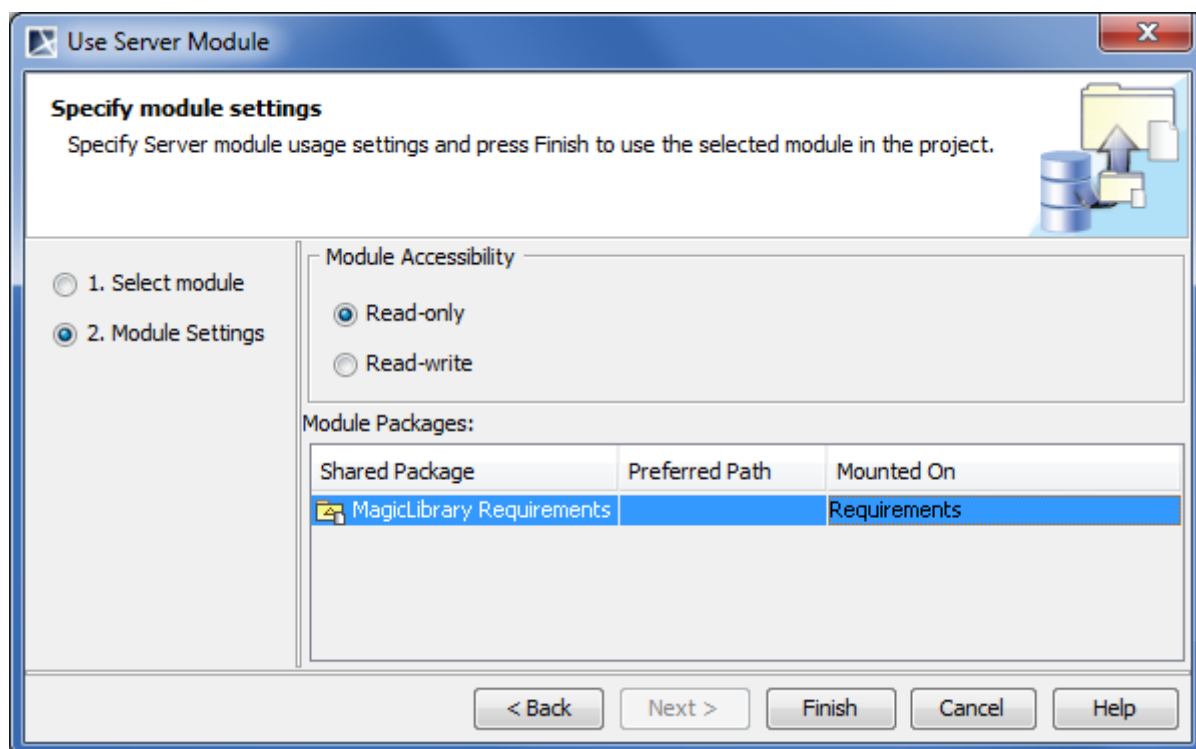 Use Server Module
Specify module settings
Specify Server module usage settings and press Finish to use the selected module in the project.
1. Select module
2. Module Settings
Module Accessibility
Read-only
Read-write
Module Packages:
Shared Package Preferred Path Mounted On
MagicLibrary Requirements Requirements
< Back Next > Finish Cancel Help